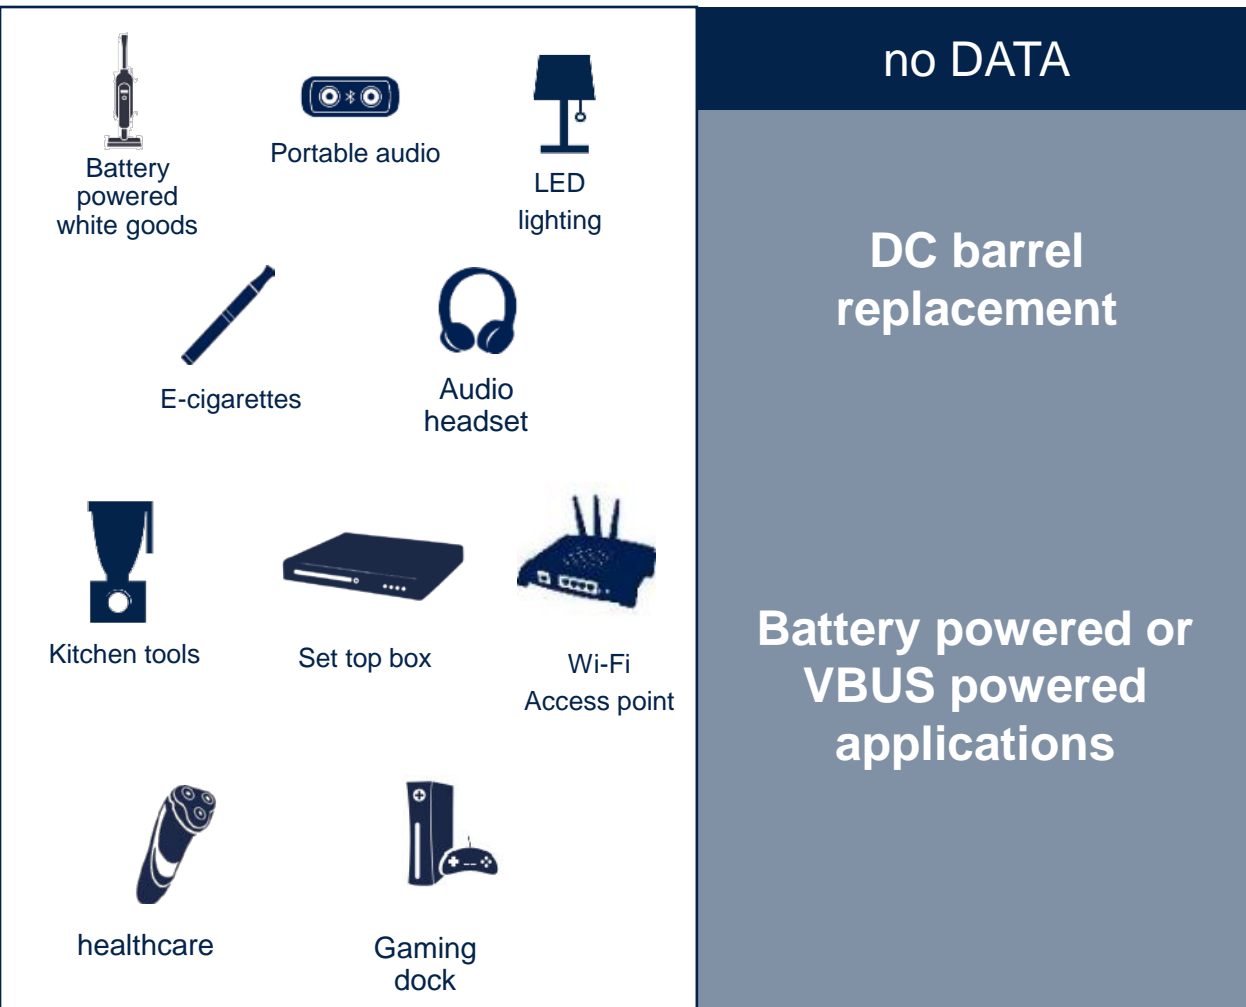 Battery
powered
white goods
Portable audio
LED
lighting
E-cigarettes
Audio
headset
Kitchen tools
Set top box
Wi-Fi
Access point
healthcare
Gaming
dock
no DATA
DC barrel
replacement
Battery powered or
VBUS powered
applications